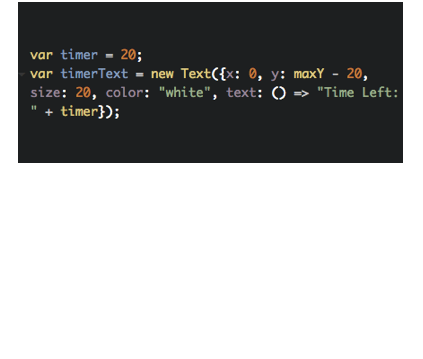 var timer = 20;
var timerText = new Text({x: 0, y: maxY - 20,
size: 20, color: "white", text: () => "Time Left:
" + timer});